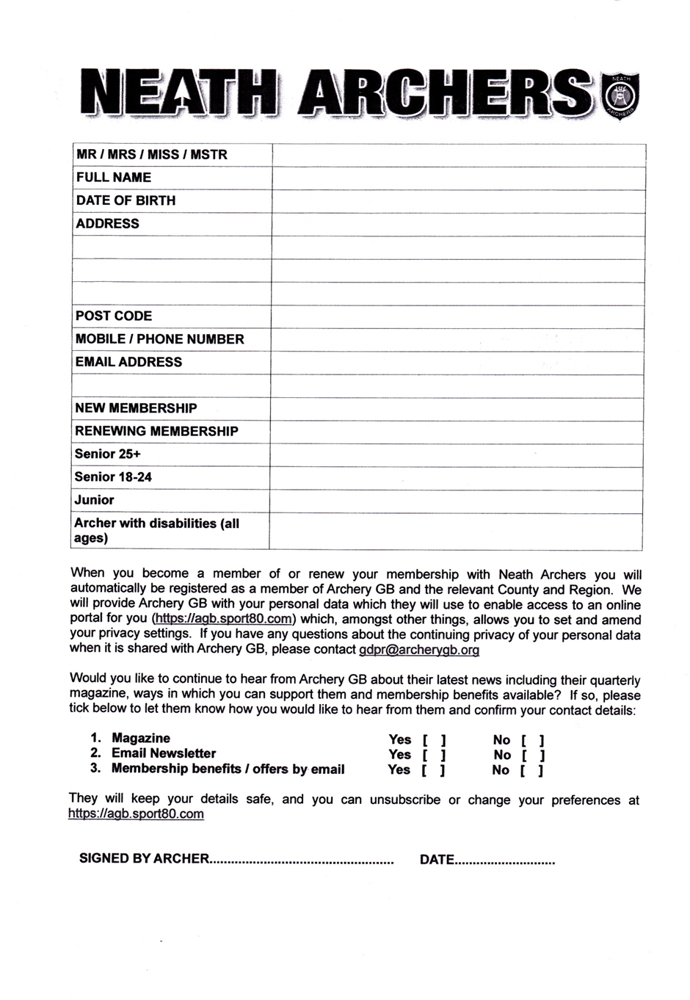 NEATH ARCHERS
NEATH
ARCHERS
MR / MRS / MISS / MSTR
FULL NAME
DATE OF BIRTH
ADDRESS
POST CODE
MOBILE / PHONE NUMBER
EMAIL ADDRESS
NEW MEMBERSHIP
RENEWING MEMBERSHIP
Senior 25+
Senior 18-24
Junior
Archer with disabilities (all
ages)
When you become a member of or renew your membership with Neath Archers you will
automatically be registered as a member of Archery GB and the relevant County and Region. We
will provide Archery GB with your personal data which they will use to enable access to an online
portal for you (https://agb.sport80.com) which, amongst other things, allows you to set and amend
your privacy settings. If you have any questions about the continuing privacy of your personal data
when it is shared with Archery GB, please contact gdpr@archerygb.org
Would you like to continue to hear from Archery GB about their latest news including their quarterly
magazine, ways in which you can support them and membership benefits available? If so, please
tick below to let them know how you would like to hear from them and confirm your contact details:
1. Magazine Yes [ ] No [ ]
2. Email Newsletter Yes [ ] No [ ]
3. Membership benefits / offers by email Yes [ ] No [ ]
They will keep your details safe, and you can unsubscribe or change your preferences at
https://agb.sport80.com
SIGNED BY ARCHER................................................... DATE............................